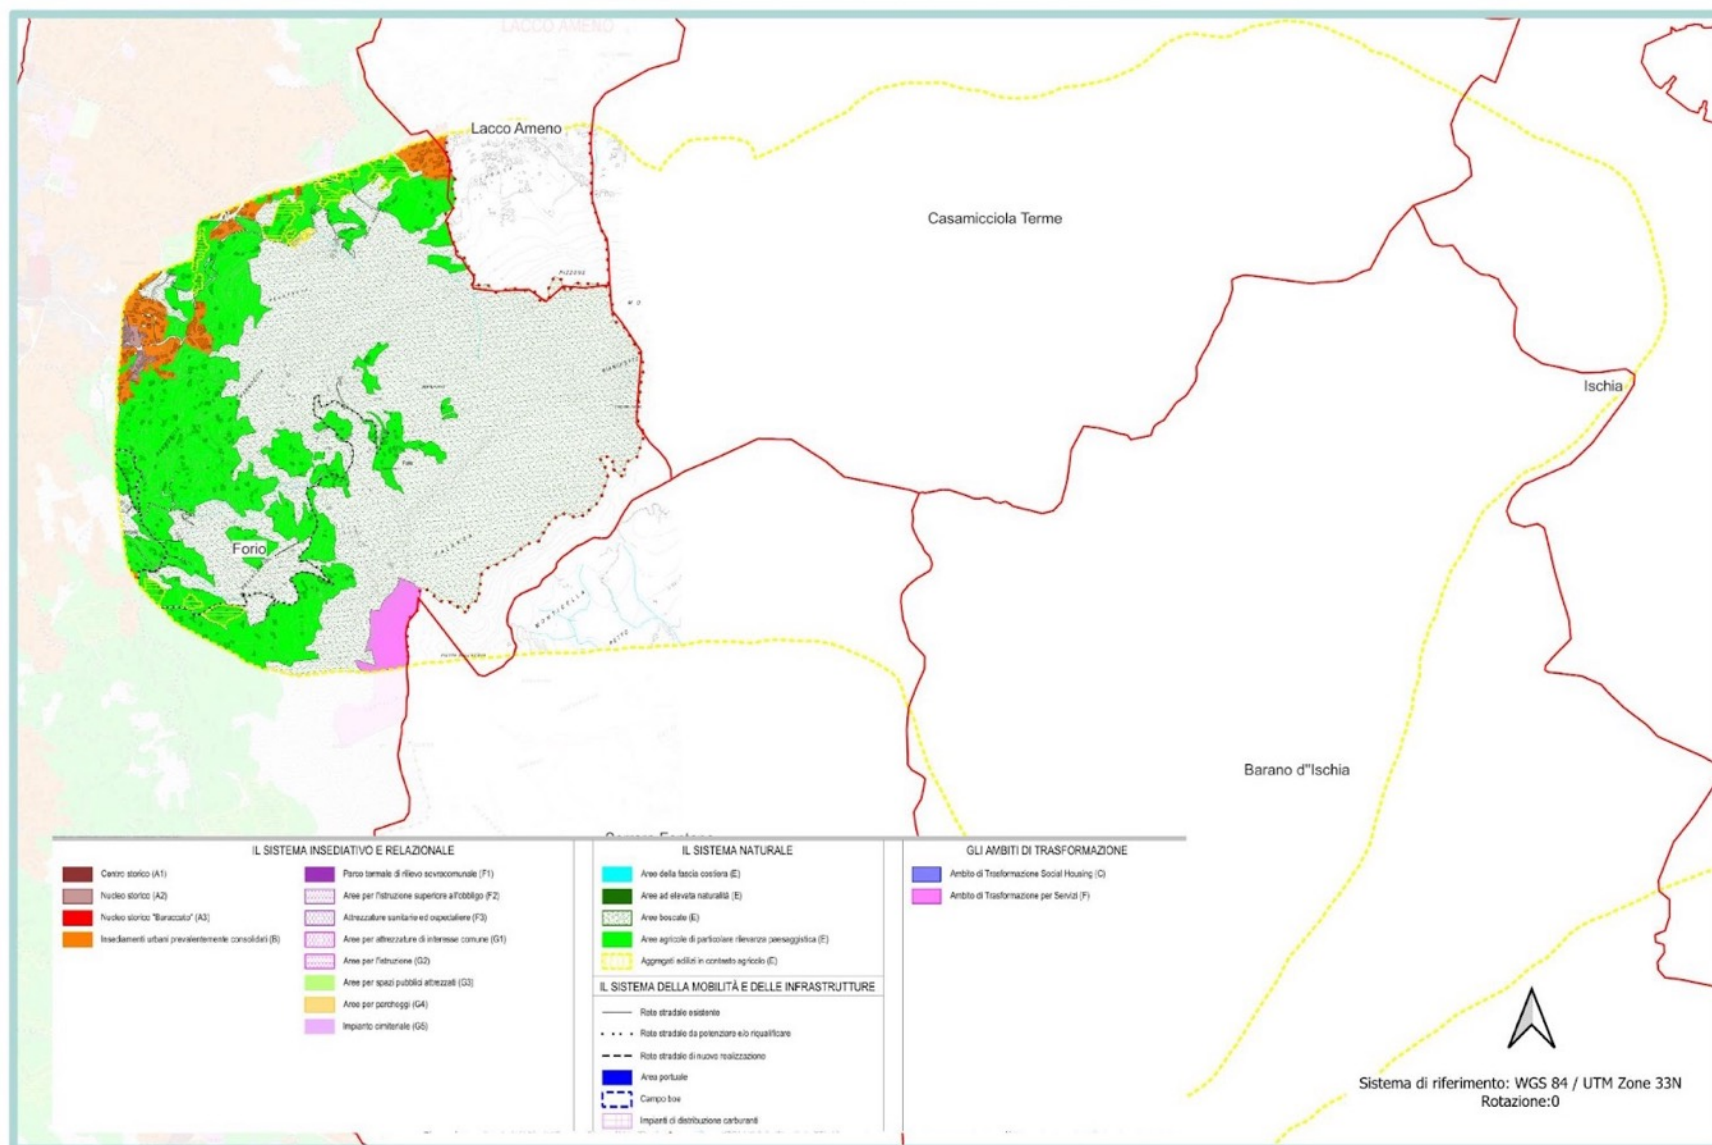 LACCO AMENO
Lacco Ameno
Casamicciola Terme
PIZZONE
Ischia
Forio
FALANGA
MONTICELLA
Barano d"Ischia
IL SISTEMA INSEDIATIVO E RELAZIONALE
Centro storico (A1)
Nucleo storico (A2)
Nucleo storico "Baraccato" (A3)
Insediamenti urbani prevalentemente consolidati (B)
Parco termale di rilievo sovracomunale (F1)
Aree per l'istruzione superiore all'obbligo (F2)
Attrezzature sanitarie ed ospedaliere (F3)
Aree per attrezzature di interesse comune (G1)
Aree per l'istruzione (G2)
Aree per spazi pubblici attrezzati (G3)
Aree per parcheggi (G4)
Impianto cimiteriale (G5)
IL SISTEMA NATURALE
Aree della fascia costiera (E)
Aree ad elevata naturalità (E)
Aree boscate (E)
Aree agricole di particolare rilevanza paesaggistica (E)
Aggregati edilizi in contesto agricolo (E)
IL SISTEMA DELLA MOBILITÀ E DELLE INFRASTRUTTURE
Rete stradale esistente
Rete stradale da potenziare e/o riqualificare
Rete stradale di nuova realizzazione
Area portuale
Campo boe
Impianti di distribuzione carburanti
GLI AMBITI DI TRASFORMAZIONE
Ambito di Trasformazione Social Housing (C)
Ambito di Trasformazione per Servizi (F)
Sistema di riferimento: WGS 84 / UTM Zone 33N
Rotazione:0